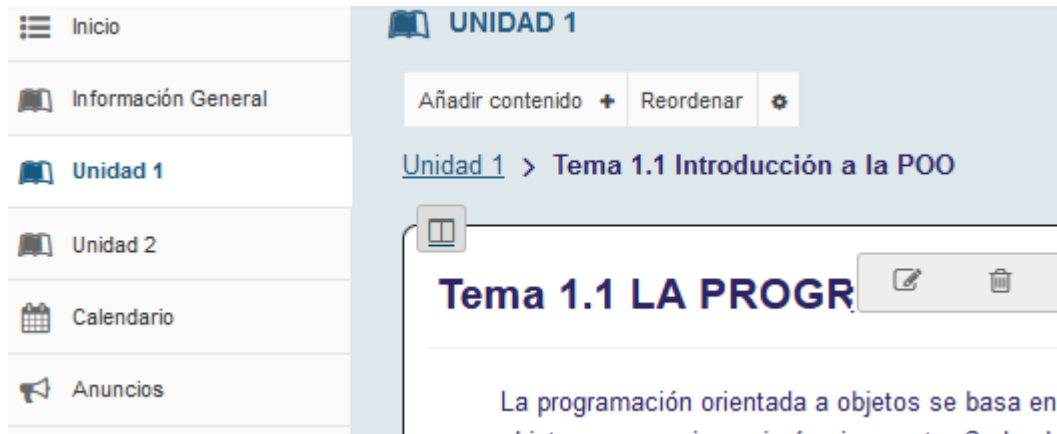 Inicio
Información General
Unidad 1
Unidad 2
Calendario
Anuncios
UNIDAD 1
Añadir contenido + Reordenar
Unidad 1 > Tema 1.1 Introducción a la POO
Tema 1.1 LA PROGR
La programación orientada a objetos se basa en